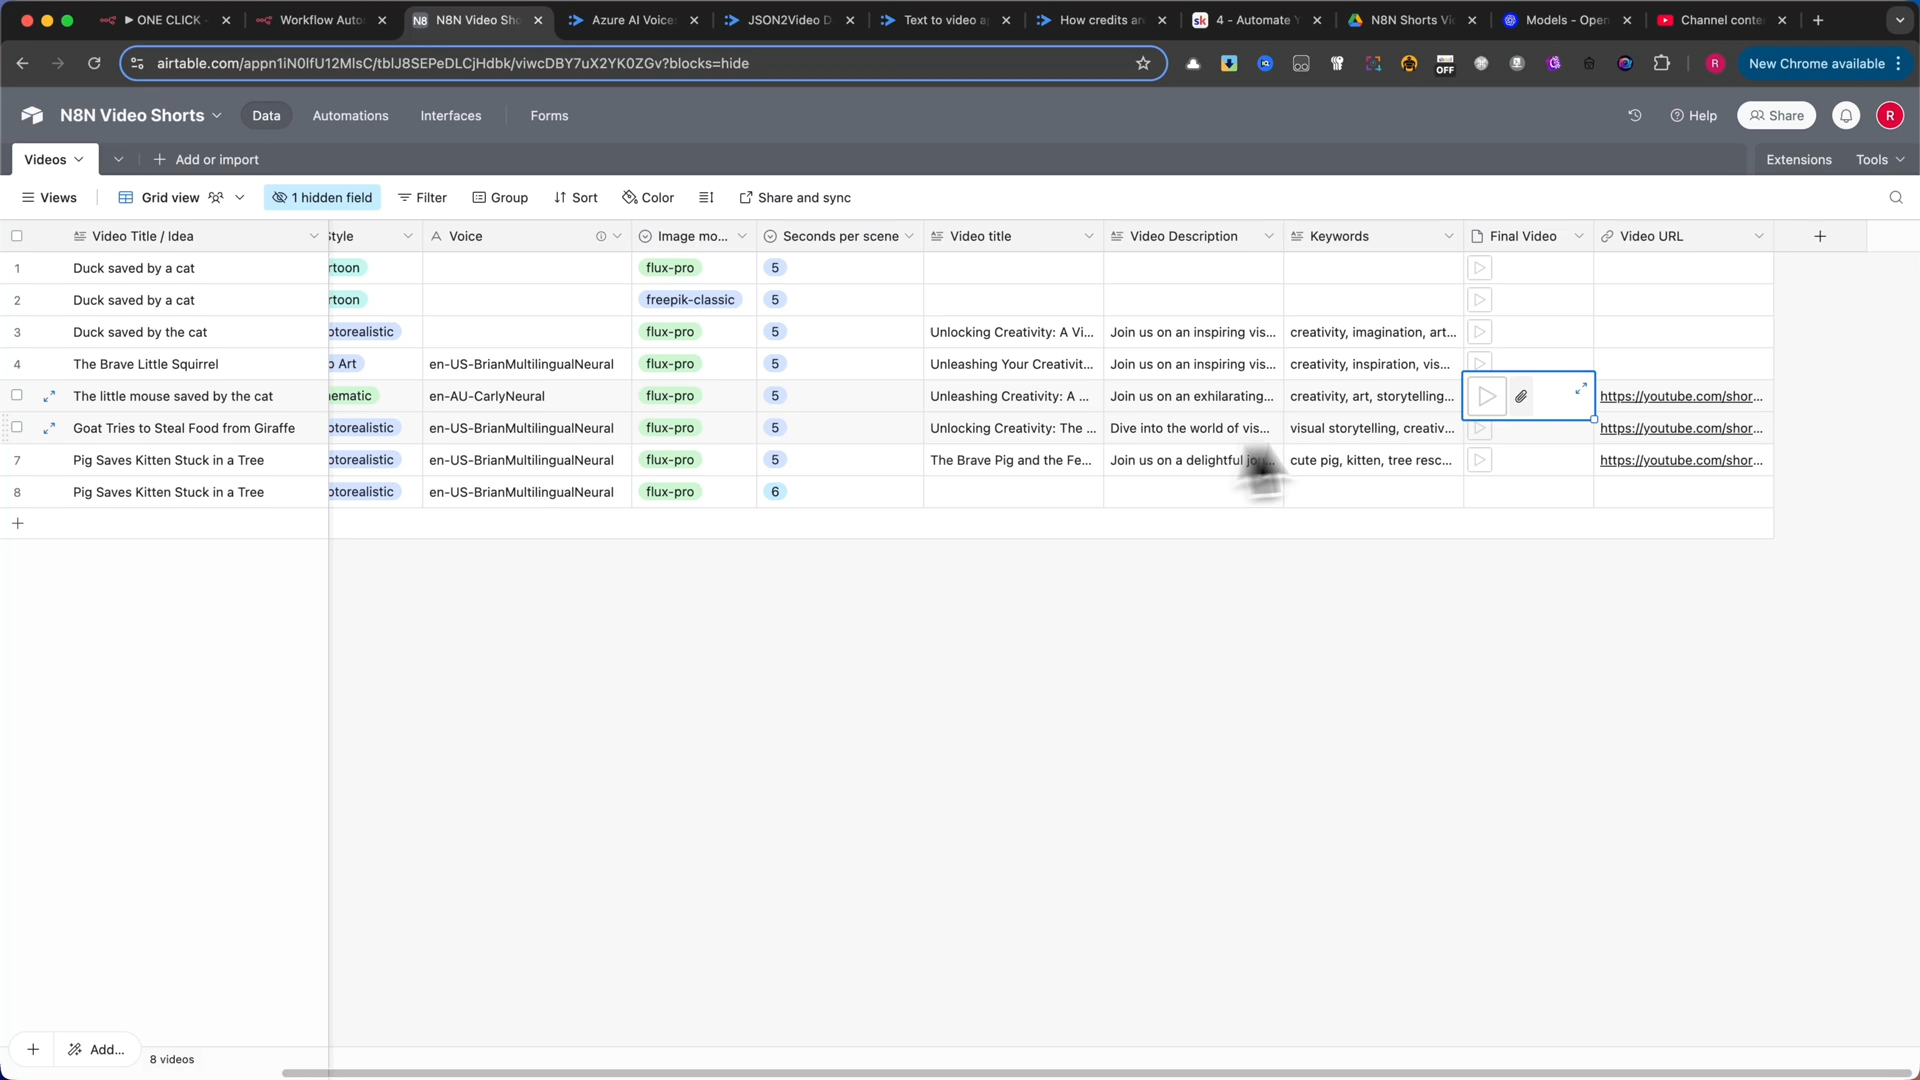 ONE CLICK
Workflow Auto
N8 N8N Video Sho
Azure AI Voice
JSON2Video D
Text to video a
How credits ar
sk 4 - Automate Y
N8N Shorts Vi
Models - Open
Channel conte
airtable.com/appn1iN0lfU12MlsC/tblJ8SEPeDLCjHdbk/viwcDBY7uX2YK0ZGv?blocks=hide
OFF
R
New Chrome available
N8N Video Shorts
Data
Automations
Interfaces
Forms
Help
Share
R
Videos
Add or import
Extensions
Tools
Views
Grid view
1 hidden field
Filter
Group
Sort
Color
Share and sync
Video Title / Idea Style Voice Image mo... Seconds per scene Video title Video Description Keywords Final Video Video URL
1 Duck saved by a cat rtoon flux-pro 5
2 Duck saved by a cat rtoon freepik-classic 5
3 Duck saved by the cat otorealistic flux-pro 5 Unlocking Creativity: A Vi... Join us on an inspiring vis... creativity, imagination, art...
4 The Brave Little Squirrel p Art en-US-BrianMultilingualNeural flux-pro 5 Unleashing Your Creativit... Join us on an inspiring vis... creativity, inspiration, vis...
The little mouse saved by the cat nematic en-AU-CarlyNeural flux-pro 5 Unleashing Creativity: A ... Join us on an exhilarating... creativity, art, storytelling... https://youtube.com/shor...
Goat Tries to Steal Food from Giraffe otorealistic en-US-BrianMultilingualNeural flux-pro 5 Unlocking Creativity: The ... Dive into the world of vis... visual storytelling, creativ... https://youtube.com/shor...
7 Pig Saves Kitten Stuck in a Tree otorealistic en-US-BrianMultilingualNeural flux-pro 5 The Brave Pig and the Fe... Join us on a delightful cute pig, kitten, tree resc... https://youtube.com/shor...
8 Pig Saves Kitten Stuck in a Tree otorealistic en-US-BrianMultilingualNeural flux-pro 6
Add...
8 videos